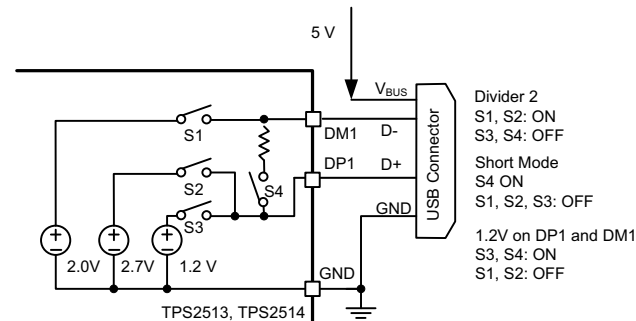 5 V
VBUS
S1
DM1 D-
DP1 D+
S2
S4
S3
GND
2.0V 2.7V 1.2 V
GND
TPS2513, TPS2514
USB Connector
Divider 2
S1, S2: ON
S3, S4: OFF
Short Mode
S4 ON
S1, S2, S3: OFF
1.2V on DP1 and DM1
S3, S4: ON
S1, S2: OFF